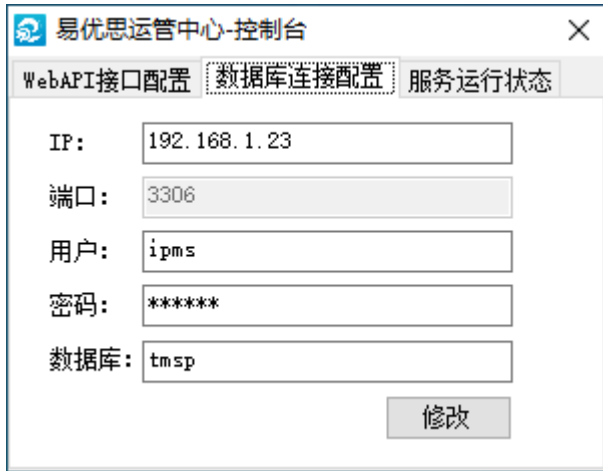 易优思运管中心-控制台
WebAPI接口配置 数据库连接配置 服务运行状态
IP: 192.168.1.23
端口: 3306
用户: ipms
密码: ******
数据库: tmsp
修改